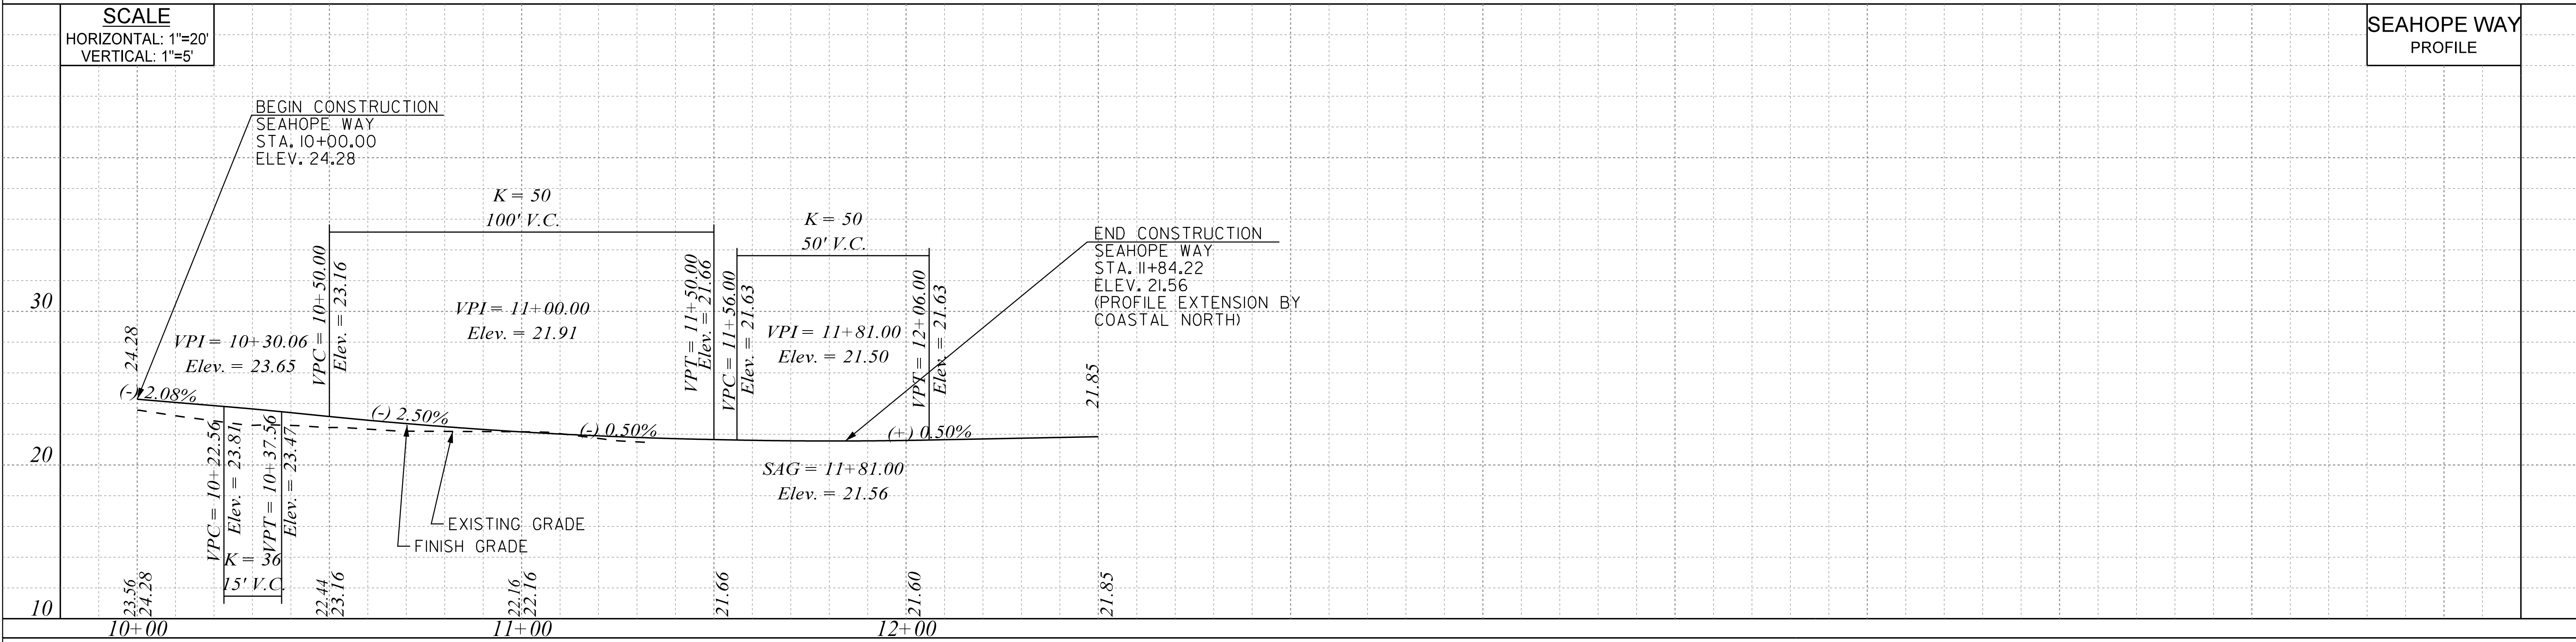 SCALE
HORIZONTAL: 1"=20'
VERTICAL: 1"=5'
SEAHOPE WAY
PROFILE
BEGIN CONSTRUCTION
SEAHOPE WAY
STA. 10+00.00
ELEV. 24.28
K = 50
100' V.C.
K = 50
50' V.C.
END CONSTRUCTION
SEAHOPE WAY
STA. 11+84.22
ELEV. 21.56
(PROFILE EXTENSION BY
COASTAL NORTH)
30
20
10
24.28
VPI = 10+30.06
Elev. = 23.65
VPC = 10+50.00
Elev. = 23.16
VPI = 11+00.00
Elev. = 21.91
VPT = 11+50.00
Elev. = 21.66
VPC = 11+56.00
Elev. = 21.63
VPI = 11+81.00
Elev. = 21.50
VPT = 12+06.00
Elev. = 21.63
21.85
(-) 2.08%
(-) 2.50%
(-) 0.50%
(+) 0.50%
VPC = 10+22.56
Elev. = 23.81
VPT = 10+37.56
Elev. = 23.47
SAG = 11+81.00
Elev. = 21.56
EXISTING GRADE
FINISH GRADE
K = 36
15' V.C.
23.56
24.28
22.44
23.16
22.16
22.16
21.66
21.60
21.85
10+00
11+00
12+00